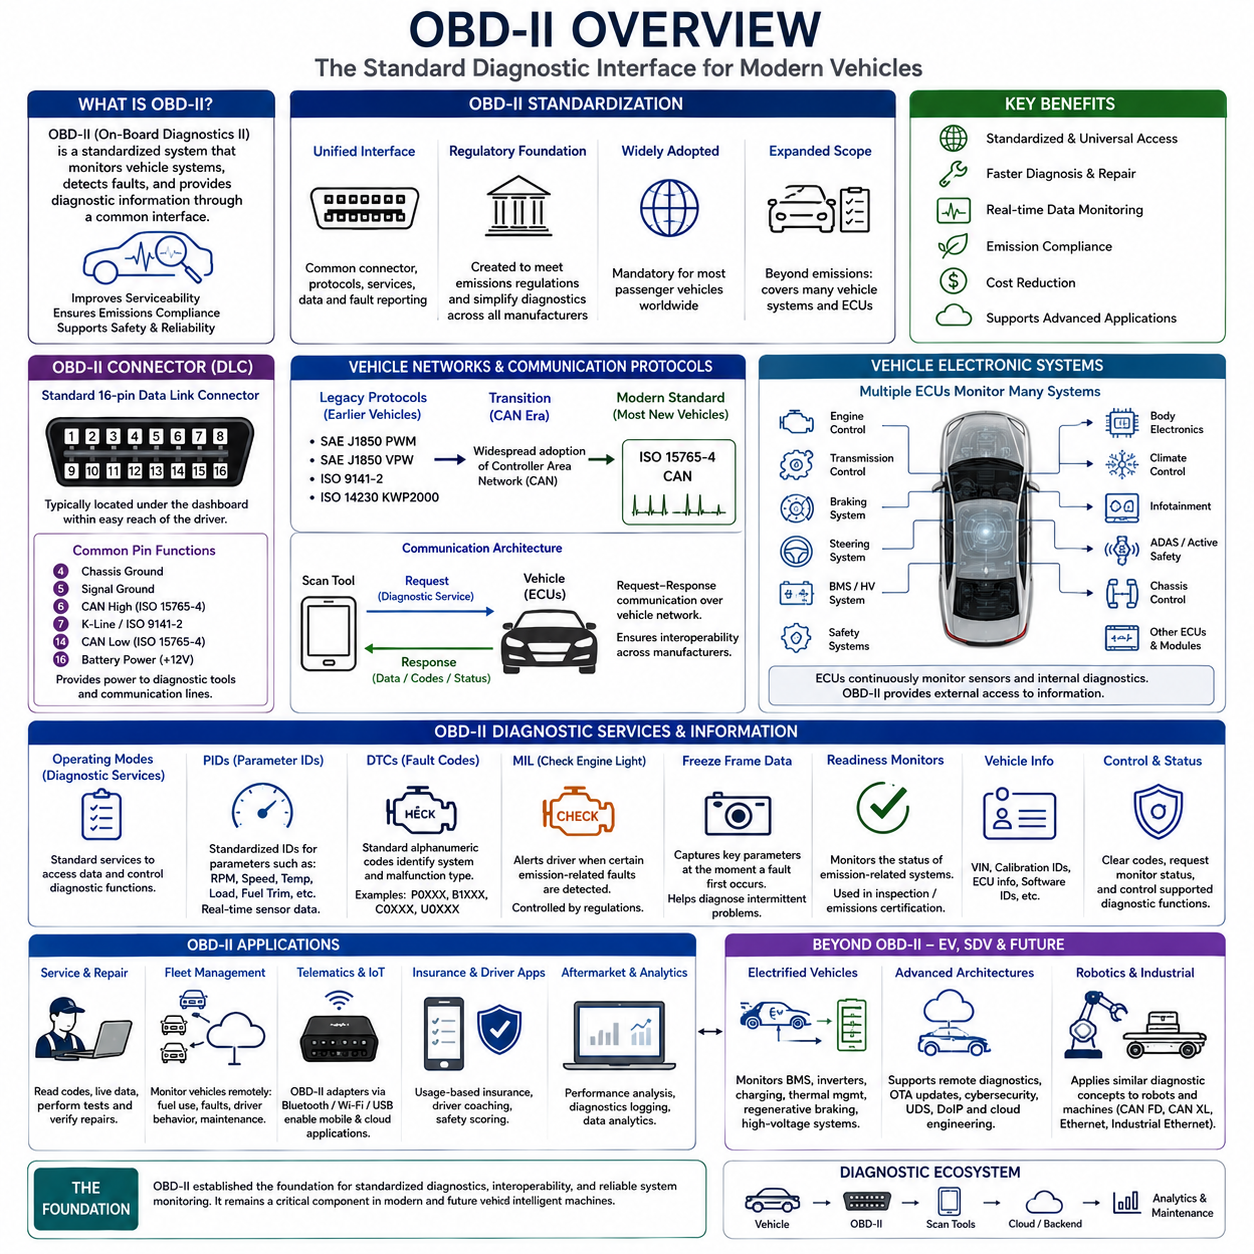 OBD-II OVERVIEW
The Standard Diagnostic Interface for Modern Vehicles
WHAT IS OBD-II?
OBD-II (On-Board Diagnostics II)
is a standardized system that
monitors vehicle systems,
detects faults, and provides
diagnostic information through
a common interface.
Improves Serviceability
Ensures Emissions Compliance
Supports Safety & Reliability
OBD-II STANDARDIZATION
Unified Interface
Common connector,
protocols, services,
data and fault reporting
Regulatory Foundation
Created to meet
emissions regulations
and simplify diagnostics
across all manufacturers
Widely Adopted
Mandatory for most
passenger vehicles
worldwide
Expanded Scope
Beyond emissions:
covers many vehicle
systems and ECUs
KEY BENEFITS
Standardized & Universal Access
Faster Diagnosis & Repair
Real-time Data Monitoring
Emission Compliance
$
Cost Reduction
Supports Advanced Applications
OBD-II CONNECTOR (DLC)
Standard 16-pin Data Link Connector
1 2 3 4 5 6 7 8
9 10 11 12 13 14 15 16
Typically located under the dashboard
within easy reach of the driver.
Common Pin Functions
4 Chassis Ground
5 Signal Ground
6 CAN High (ISO 15765-4)
7 K-Line / ISO 9141-2
14 CAN Low (ISO 15765-4)
16 Battery Power (+12V)
Provides power to diagnostic tools
and communication lines.
VEHICLE NETWORKS & COMMUNICATION PROTOCOLS
Legacy Protocols
(Earlier Vehicles)
• SAE J1850 PWM
• SAE J1850 VPW
• ISO 9141-2
• ISO 14230 KWP2000
Transition
(CAN Era)
Widespread adoption
of Controller Area
Network (CAN)
Modern Standard
(Most New Vehicles)
ISO 15765-4
CAN
Communication Architecture
Scan Tool
Request
(Diagnostic Service)
Response
(Data / Codes / Status)
Vehicle
(ECUs)
Request–Response
communication over
vehicle network.
Ensures interoperability
across manufacturers.
VEHICLE ELECTRONIC SYSTEMS
Multiple ECUs Monitor Many Systems
Engine
Control
Transmission
Control
Braking
System
Steering
System
BMS / HV
System
Safety
Systems
Body
Electronics
Climate
Control
Infotainment
ADAS / Active
Safety
Chassis
Control
Other ECUs
& Modules
ECUs continuously monitor sensors and internal diagnostics.
OBD-II provides external access to information.
OBD-II DIAGNOSTIC SERVICES & INFORMATION
Operating Modes
(Diagnostic Services)
Standard services to
access data and control
diagnostic functions.
PIDs (Parameter IDs)
Standardized IDs for
parameters such as:
RPM, Speed, Temp,
Load, Fuel Trim, etc.
Real-time sensor data.
DTCs (Fault Codes)
HECK
Standard alphanumeric
codes identify system
and malfunction type.
Examples: P0XXX, B1XXX,
C0XXX, U0XXX
MIL (Check Engine Light)
CHECK
Alerts driver when certain
emission-related faults
are detected.
Controlled by regulations.
Freeze Frame Data
Captures key parameters
at the moment a fault
first occurs.
Helps diagnose intermittent
problems.
Readiness Monitors
Monitors the status of
emission-related systems.
Used in inspection /
emissions certification.
Vehicle Info
VIN, Calibration IDs,
ECU info, Software
IDs, etc.
Control & Status
Clear codes, request
monitor status,
and control supported
diagnostic functions.
OBD-II APPLICATIONS
Service & Repair
Read codes, live data,
perform tests and
verify repairs.
Fleet Management
Monitor vehicles remotely:
fuel use, faults, driver
behavior, maintenance.
Telematics & IoT
OBD-II adapters via
Bluetooth / Wi-Fi / USB
enable mobile & cloud
applications.
Insurance & Driver Apps
Usage-based insurance,
driver coaching,
safety scoring.
Aftermarket & Analytics
Performance analysis,
diagnostics logging,
data analytics.
BEYOND OBD-II – EV, SDV & FUTURE
Electrified Vehicles
Monitors BMS, inverters,
charging, thermal mgmt,
regenerative braking,
high-voltage systems.
Advanced Architectures
Supports remote diagnostics,
OTA updates, cybersecurity,
UDS, DoIP and cloud
engineering.
Robotics & Industrial
Applies similar diagnostic
concepts to robots and
machines (CAN FD, CAN XL,
Ethernet, Industrial Ethernet).
THE
FOUNDATION
OBD-II established the foundation for standardized diagnostics, interoperability, and reliable system
monitoring. It remains a critical component in modern and future vehicd intelligent machines.
DIAGNOSTIC ECOSYSTEM
Vehicle
OBD-II
Scan Tools
Cloud / Backend
Analytics &
Maintenance